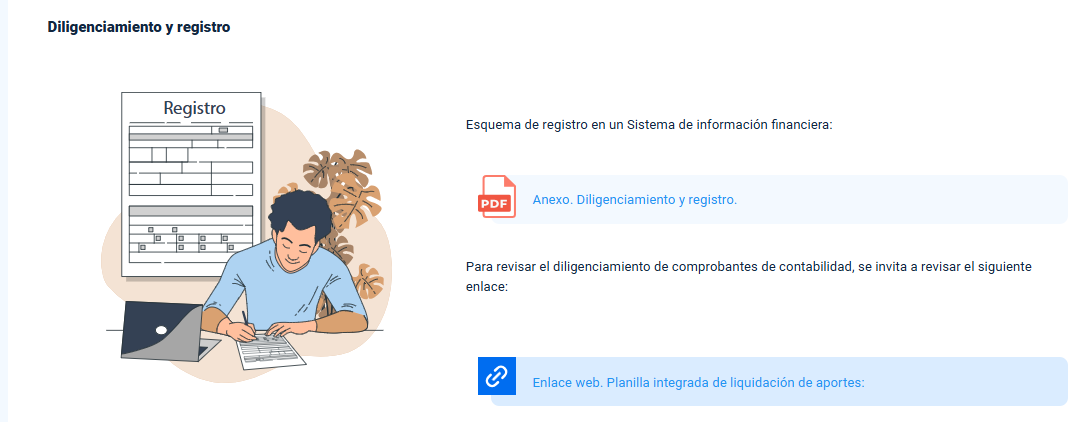 Diligenciamiento y registro
Registro
Esquema de registro en un Sistema de información financiera:
PDF
Anexo. Diligenciamiento y registro.
Para revisar el diligenciamiento de comprobantes de contabilidad, se invita a revisar el siguiente
enlace:
Enlace web. Planilla integrada de liquidación de aportes: